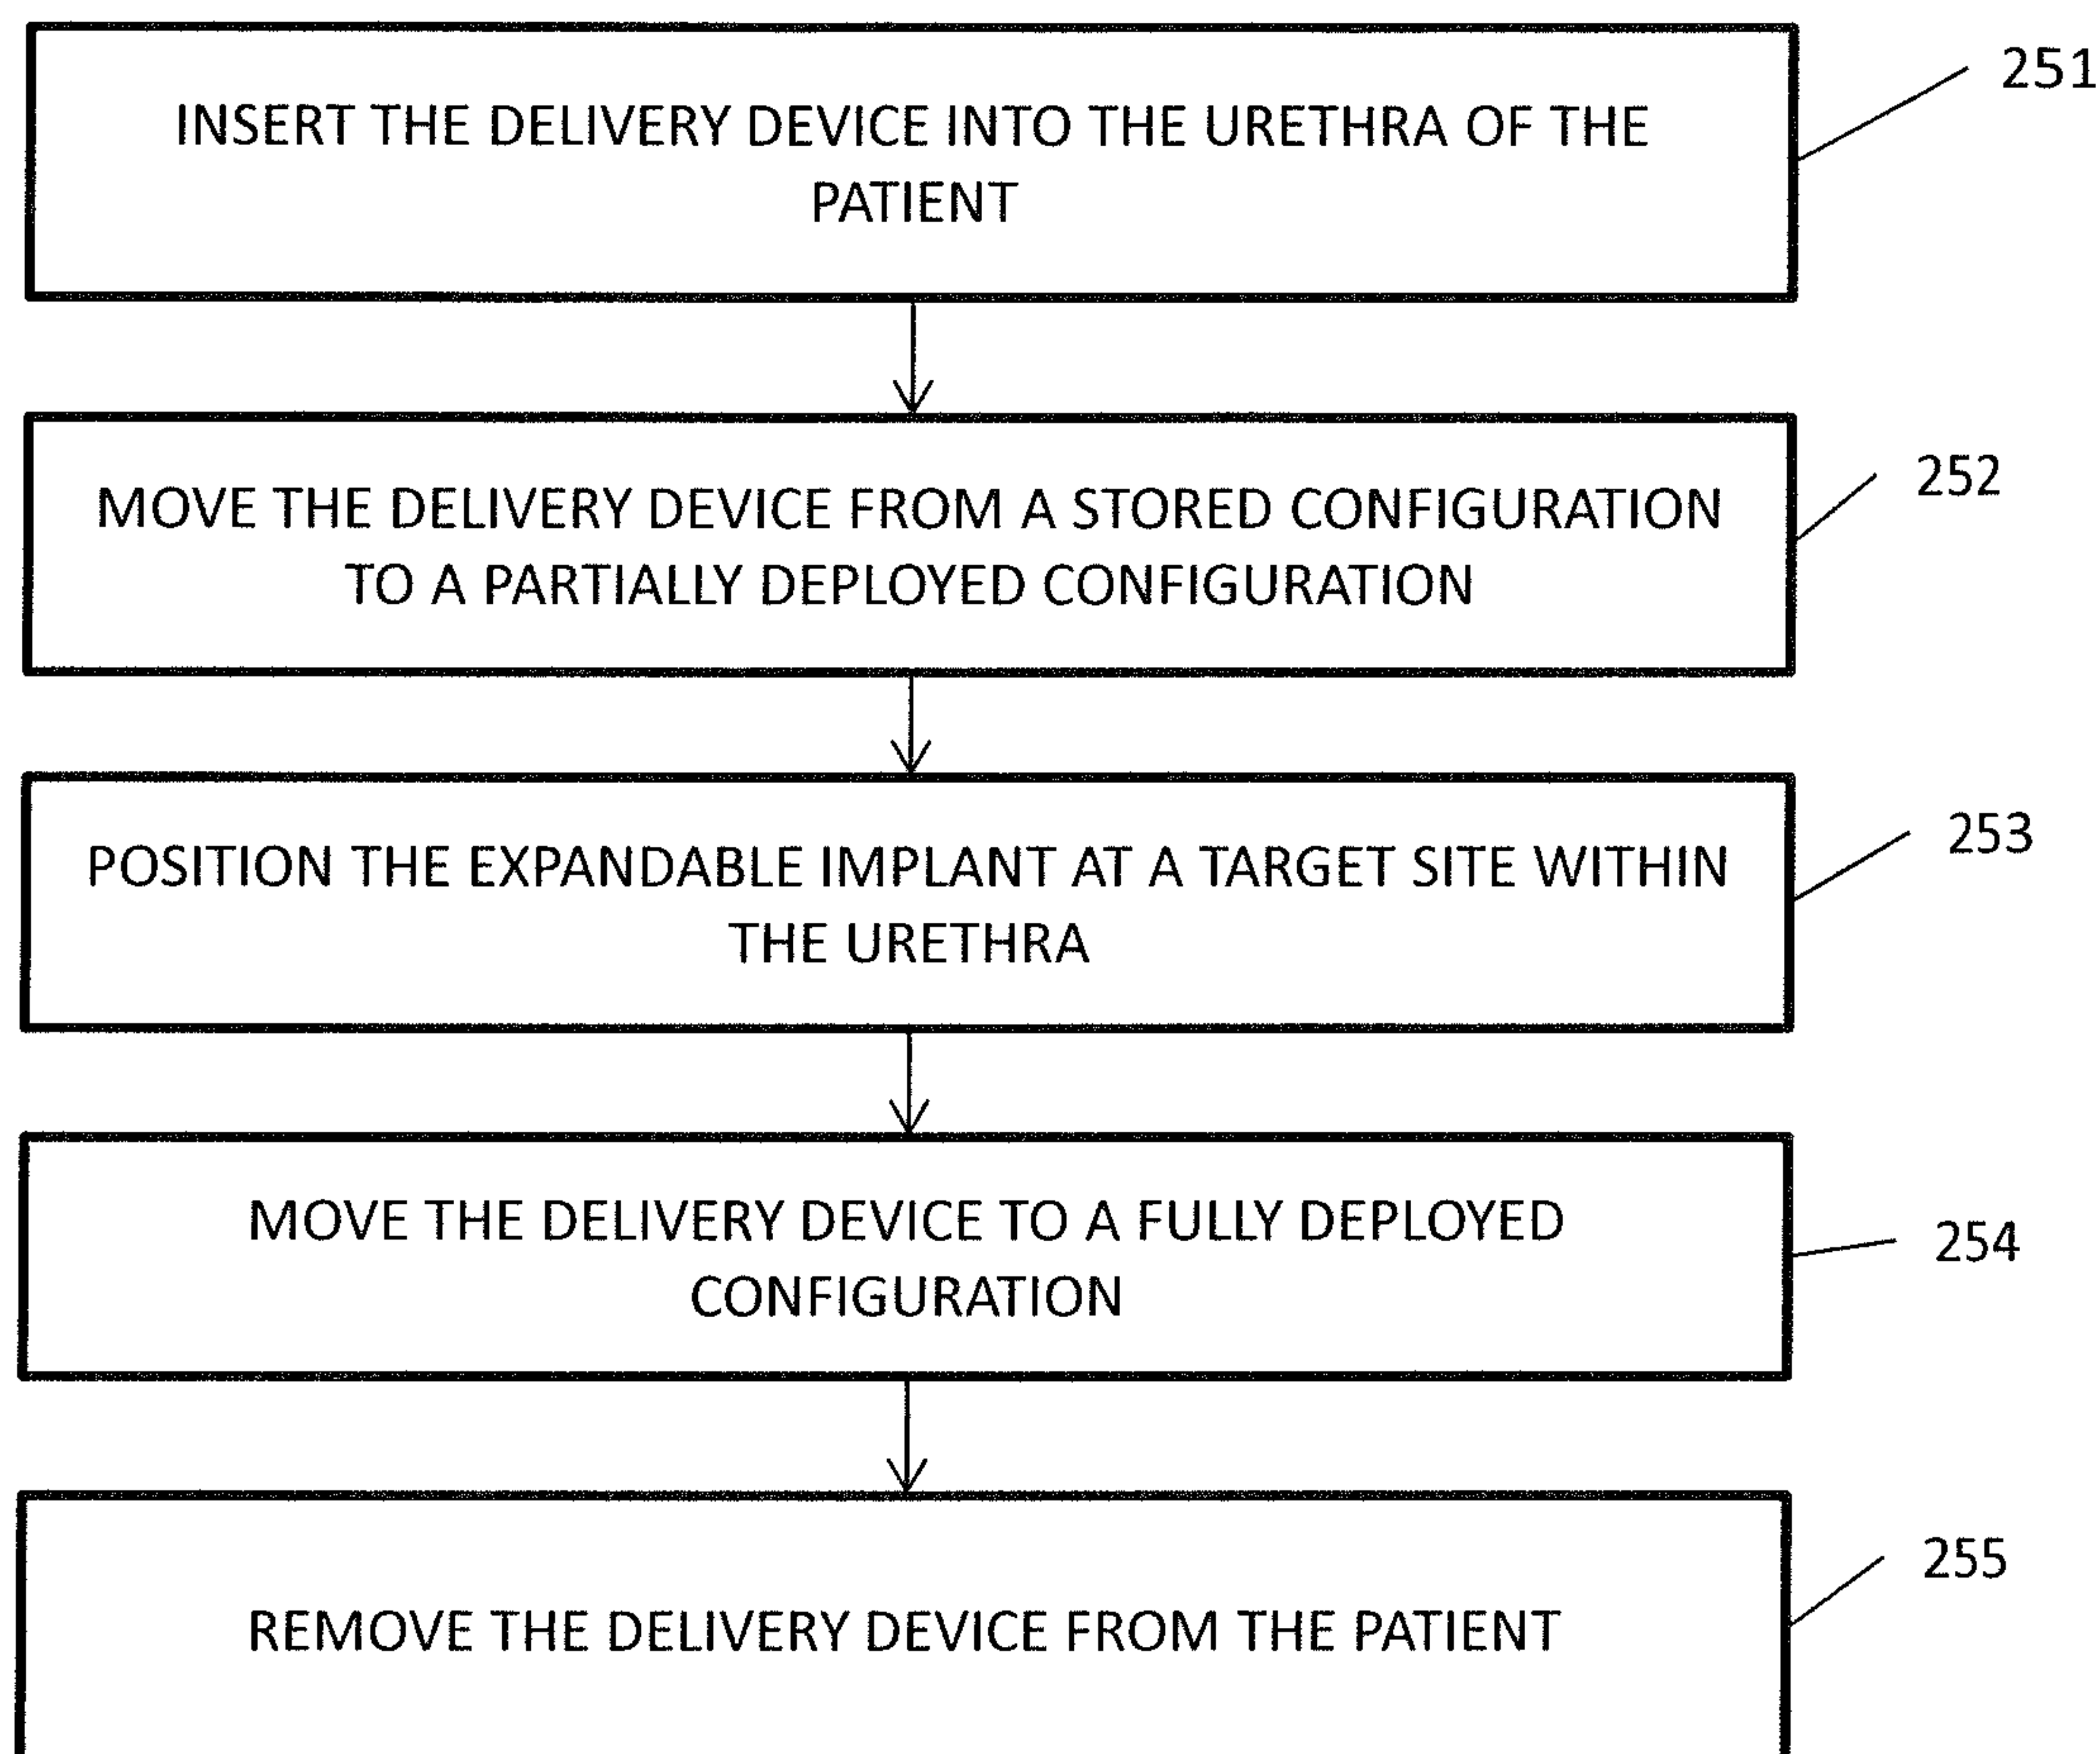 251
INSERT THE DELIVERY DEVICE INTO THE URETHRA OF THE
PATIENT
252
MOVE THE DELIVERY DEVICE FROM A STORED CONFIGURATION
TO A PARTIALLY DEPLOYED CONFIGURATION
253
POSITION THE EXPANDABLE IMPLANT AT A TARGET SITE WITHIN
THE URETHRA
254
MOVE THE DELIVERY DEVICE TO A FULLY DEPLOYED
CONFIGURATION
255
REMOVE THE DELIVERY DEVICE FROM THE PATIENT